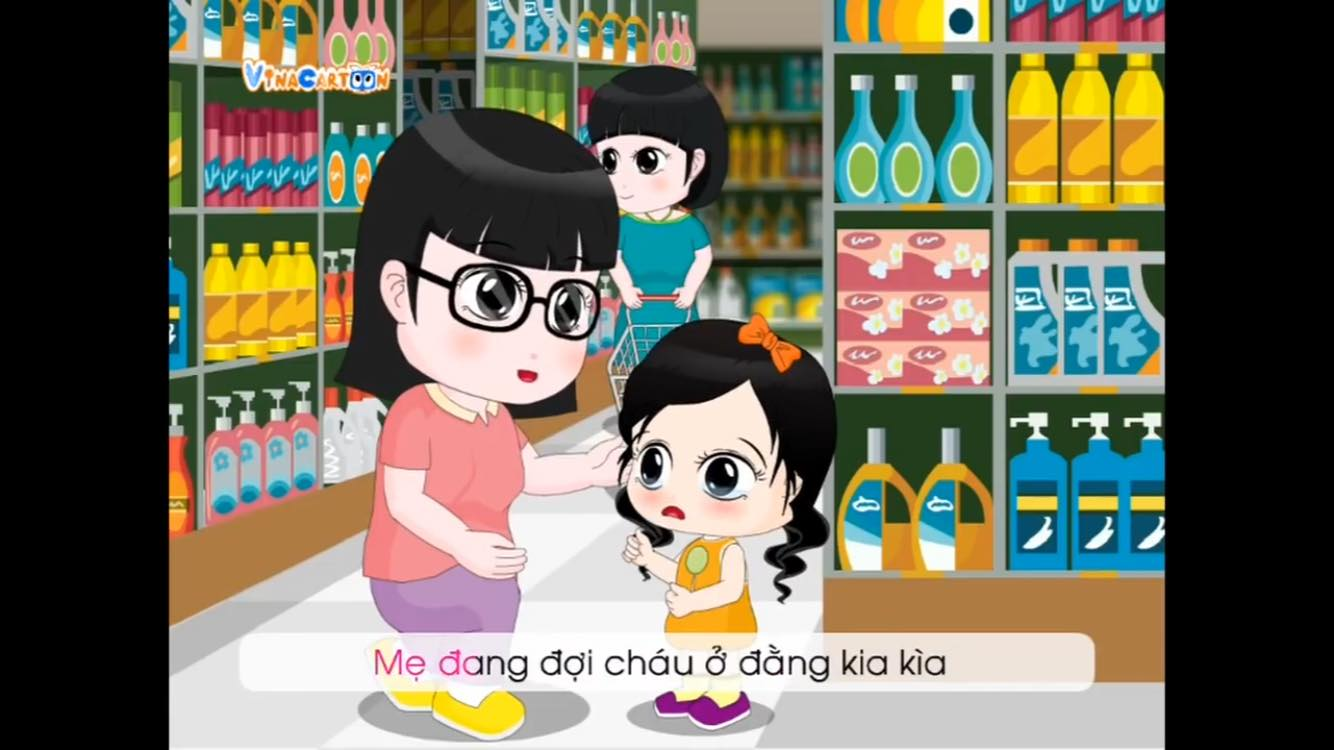 VINACARTOON
Mẹ đang đợi cháu ở đằng kia kìa